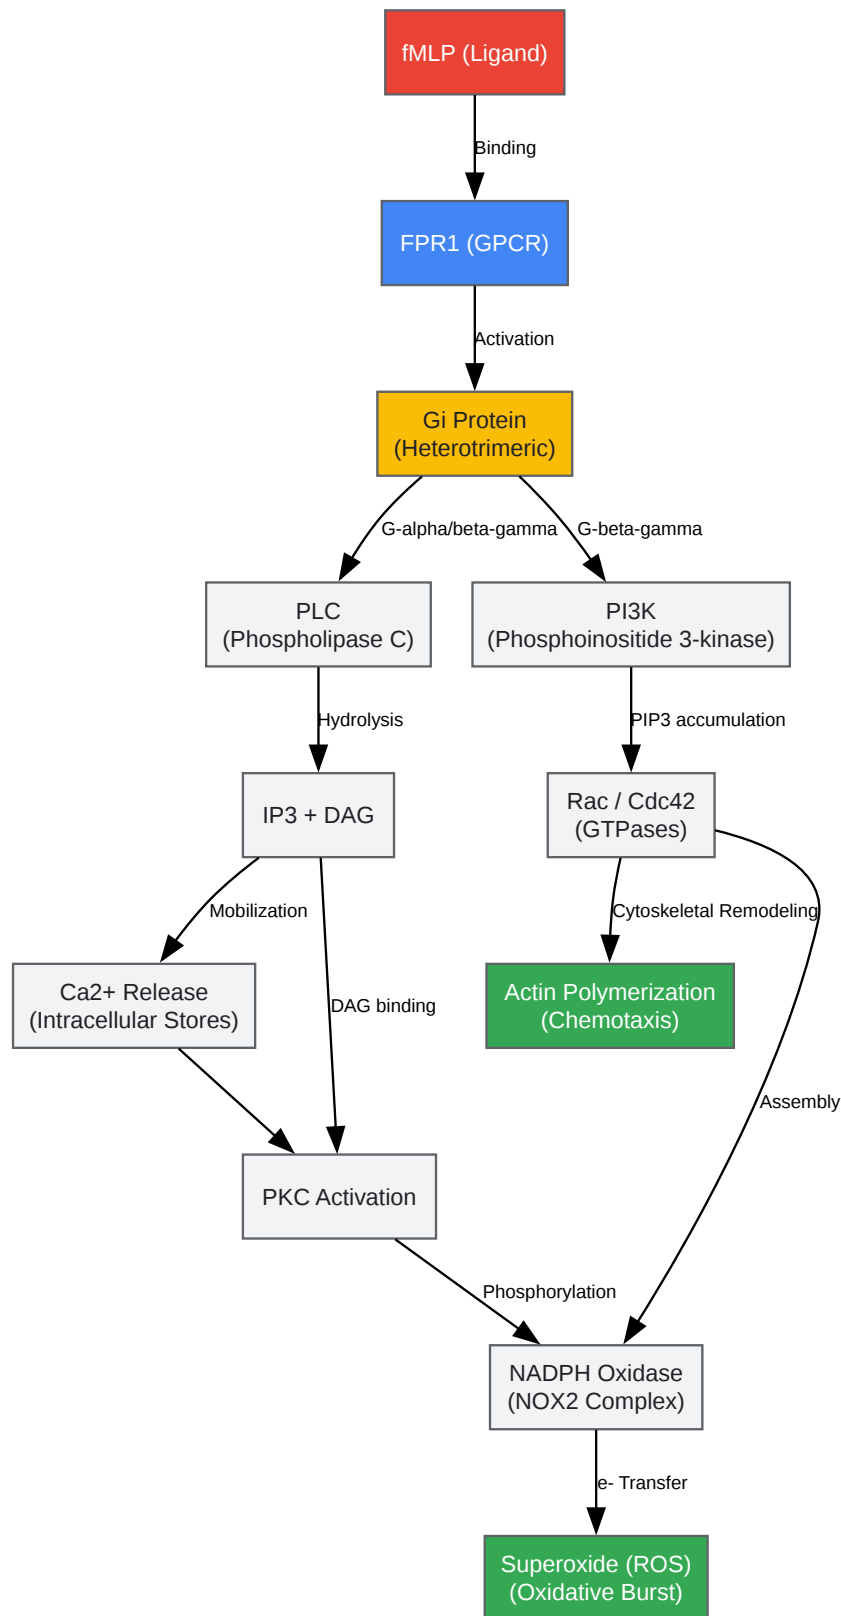 fMLP (Ligand)
Binding
FPR1 (GPCR)
Activation
Gi Protein
(Heterotrimeric)
G-alpha/beta-gamma
G-beta-gamma
PLC
(Phospholipase C)
PI3K
(Phosphoinositide 3-kinase)
Hydrolysis
PIP3 accumulation
IP3 + DAG
Rac / Cdc42
(GTPases)
Mobilization
Cytoskeletal Remodeling
Ca2+ Release
(Intracellular Stores)
DAG binding
Actin Polymerization
(Chemotaxis)
Assembly
PKC Activation
Phosphorylation
NADPH Oxidase
(NOX2 Complex)
e- Transfer
Superoxide (ROS)
(Oxidative Burst)